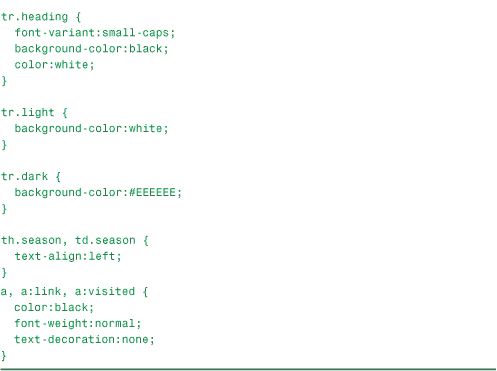 tr.heading {
  font-variant:small-caps;
  background-color:black;
  color:white;
}

tr.light {
  background-color:white;
}

tr.dark {
  background-color:#EEEEEE;
}

th.season, td.season {
  text-align:left;
}
a, a:link, a:visited {
  color:black;
  font-weight:normal;
  text-decoration:none;
}